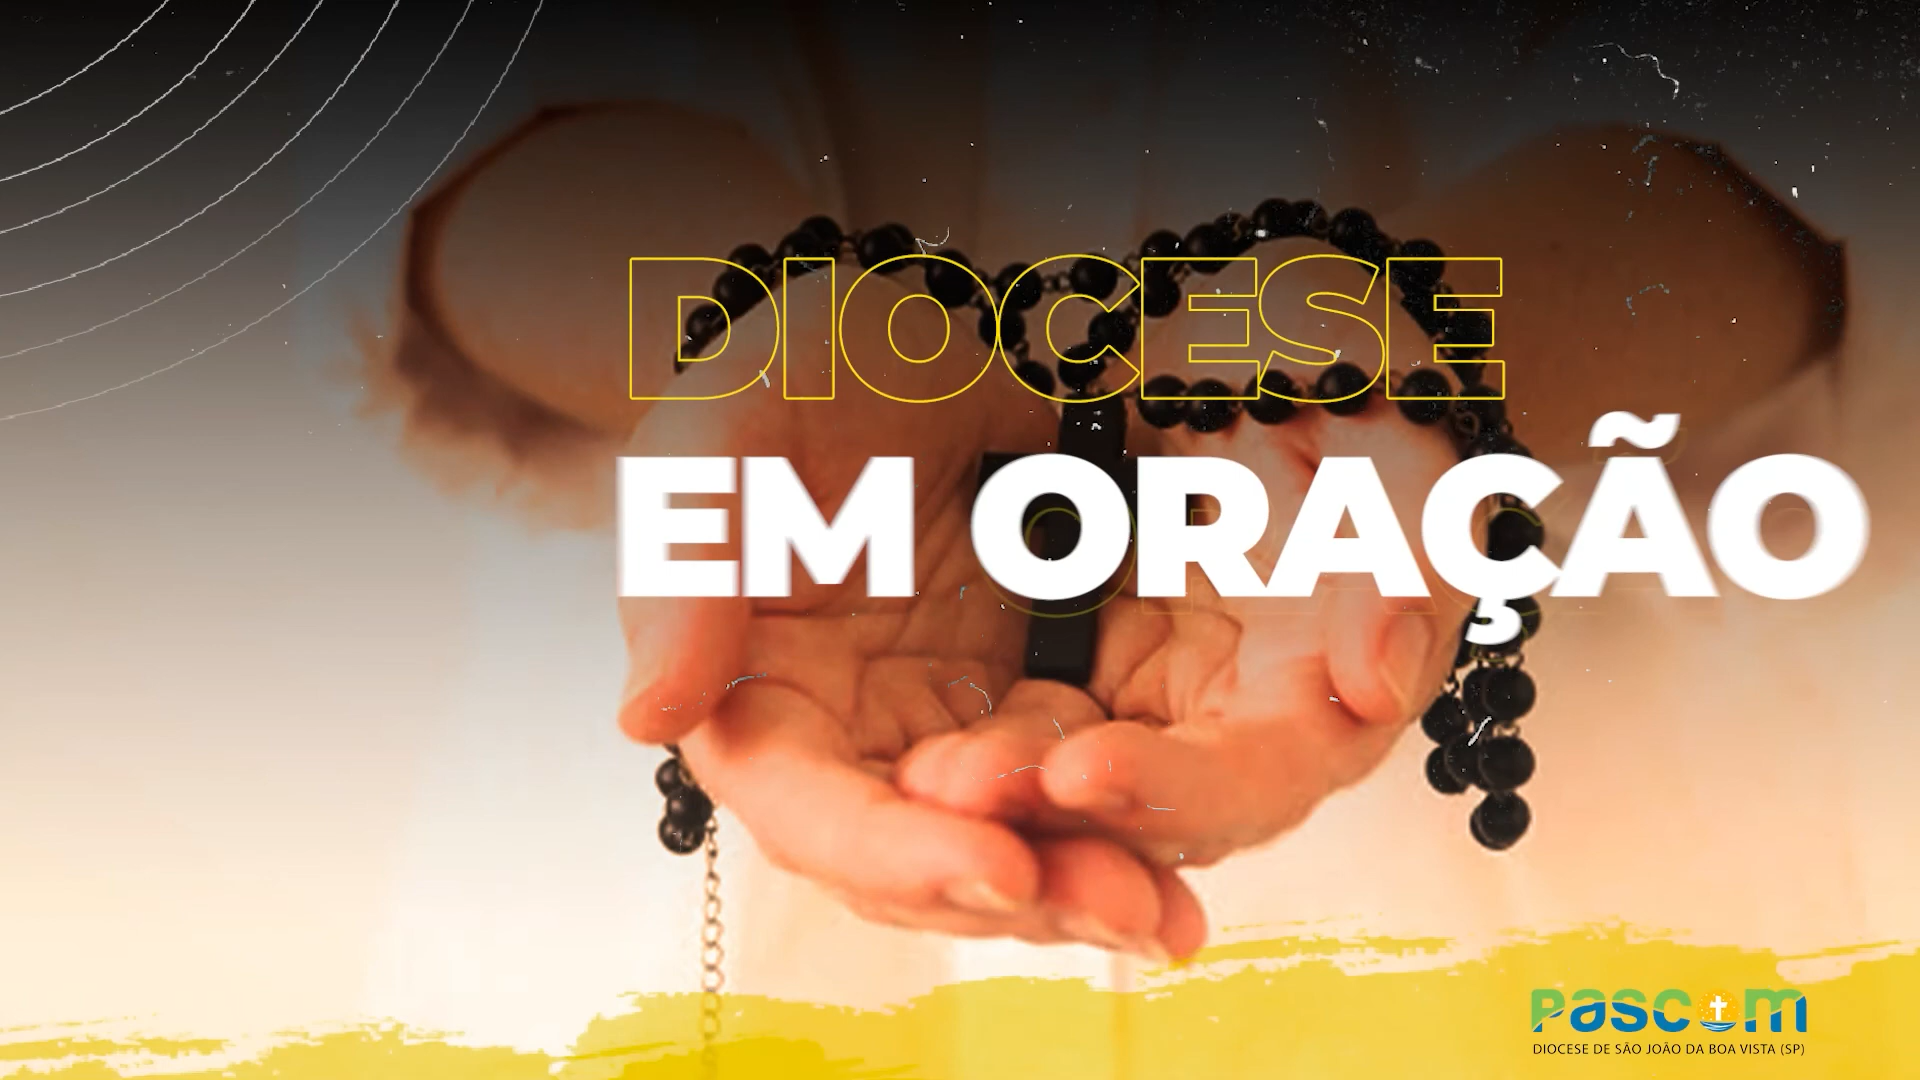 DIOCESE
EM ORAÇÃO
pascom
DIOCESE DE SÃO JOÃO DA BOA VISTA (SP)